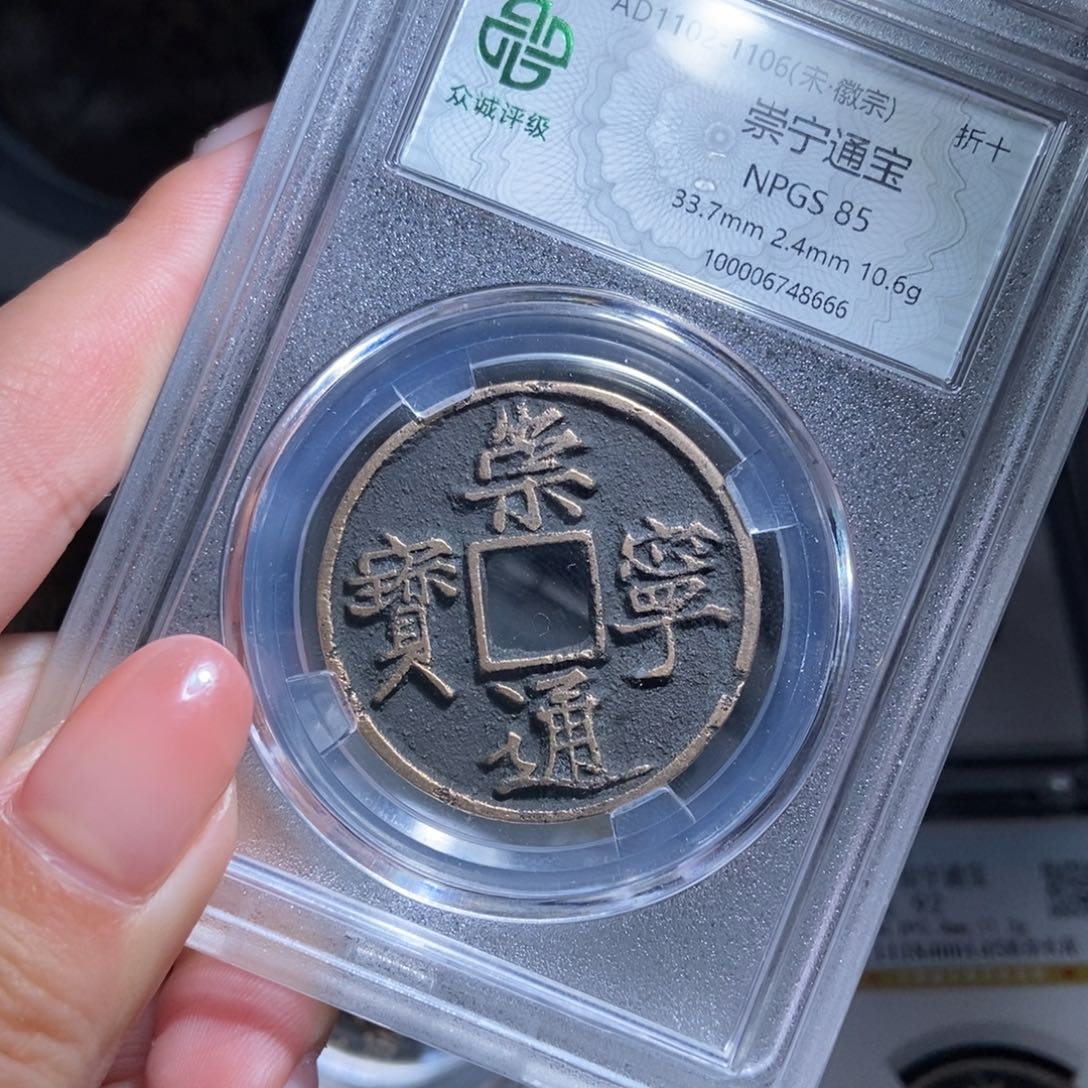 众诚评级
AD1102-1106(宋·徽宗)
崇宁通宝
折十
NPGS 85
33.7mm 2.4mm 10.6g
100006748666
崇
寧
通
寳